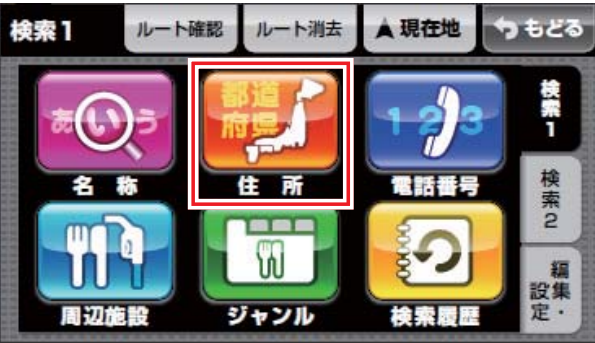 検索1
ルート確認
ルート消去
現在地
もどる
あいう
都道
府県
123
名称
住所
電話番号
周辺施設
ジャンル
検索履歴
検索1
検索2
編集・
設定